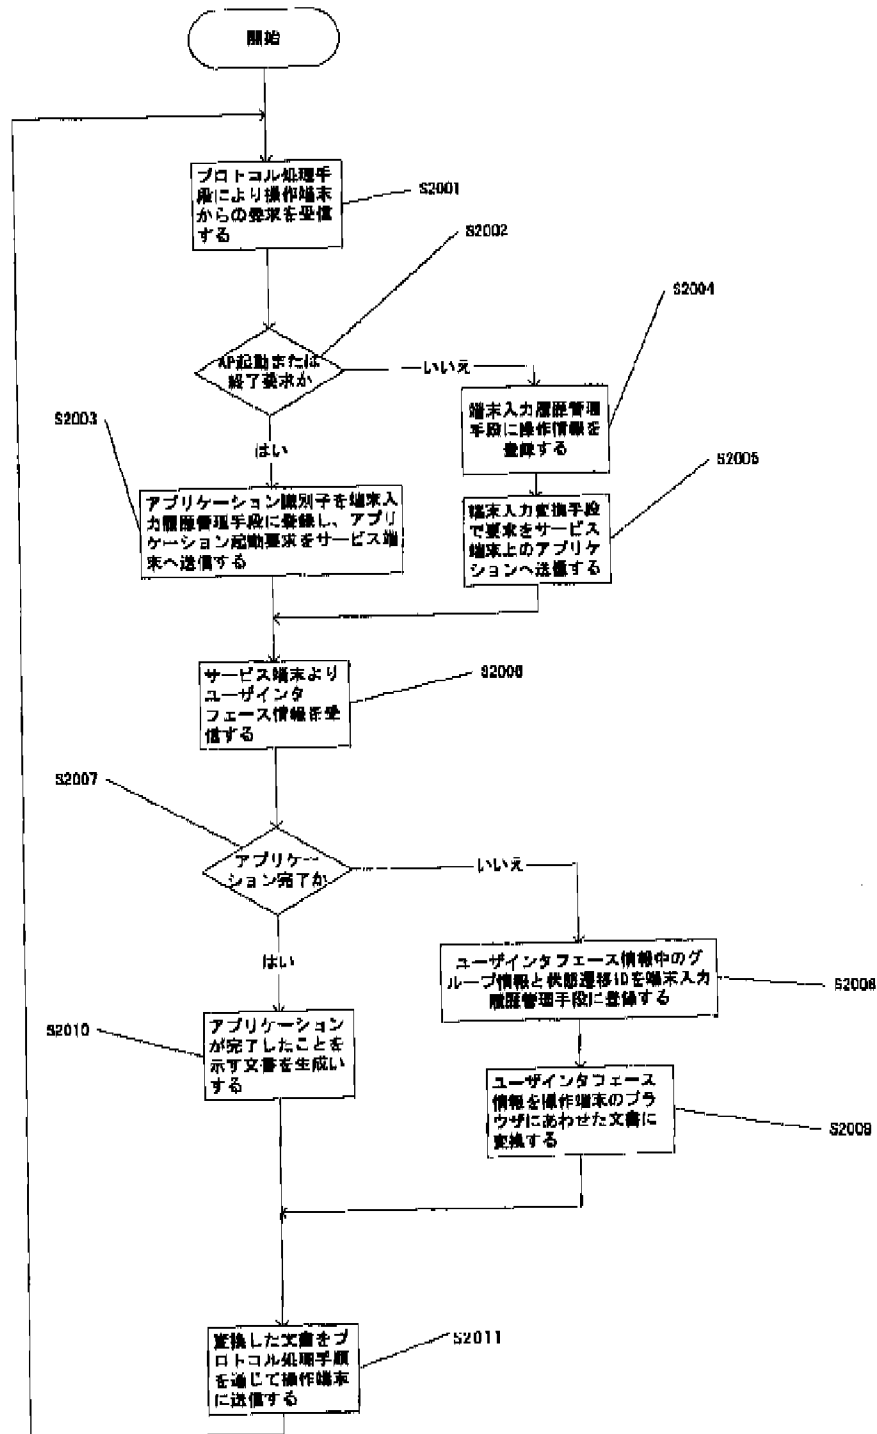 開始
プロトコル処理手
段により操作端末
からの要求を受信
する
S2001
S2002
AP起動または
終了要求か
いいえ
はい
S2004
端末入力履歴管理
手段に操作情報を
登録する
S2003
アプリケーション識別子を端末入
力履歴管理手段に登録し、アプリ
ケーション起動要求をサービス端
末へ送信する
S2005
端末入力変換手段
で要求をサービス
端末上のアプリケ
ションへ送信する
サービス端末より
ユーザインタ
フェース情報を受
信する
S2006
S2007
アプリケー
ション完了か
いいえ
はい
ユーザインタフェース情報中のグ
ループ情報と状態遷移IDを端末入力
履歴管理手段に登録する
S2008
S2010
アプリケーション
が完了したことを
示す文書を生成い
する
ユーザインタフェース
情報を操作端末のブラ
ウザにあわせた文書に
変換する
S2009
変換した文書をプ
ロトコル処理手順
を通じて操作端末
に送信する
S2011